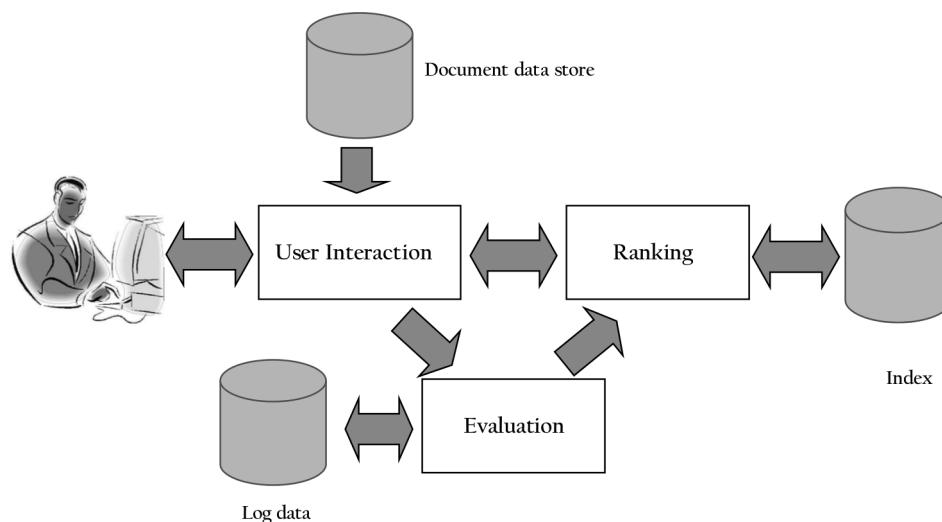 Document data store
User Interaction
Ranking
Index
Evaluation
Log data